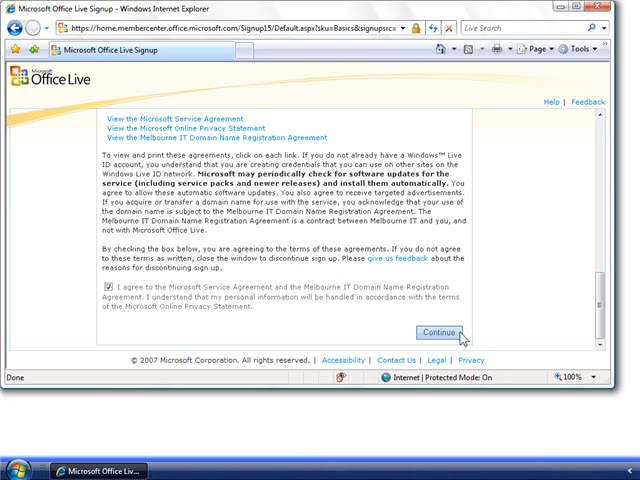 Microsoft Office Live Signup - Windows Internet Explorer
https://home.membercenter.office.microsoft.com/Signup15/Default.aspx?sku=Basics&signupsrc=
Live Search
Microsoft Office Live Signup
Page
Tools
Microsoft
Office Live
Help | Feedback
View the Microsoft Service Agreement
View the Microsoft Online Privacy Statement
View the Melbourne IT Domain Name Registration Agreement
To view and print these agreements, click on each link. If you do not already have a Windows™ Live
ID account, you understand that you are creating credentials that you can use on other sites on the
Windows Live ID network. Microsoft may periodically check for software updates for the
service (including service packs and newer releases) and install them automatically. You
agree to allow these automatic software updates. You also agree to receive targeted advertisements.
If you acquire or transfer a domain name for use with the service, you acknowledge that your use of
the domain name is subject to the Melbourne IT Domain Name Registration Agreement. The
Melbourne IT Domain Name Registration Agreement is a contract between Melbourne IT and you, and
not with Microsoft Office Live.
By checking the box below, you are agreeing to the terms of these agreements. If you do not agree
to these terms as written, close the window to discontinue sign up. Please give us feedback about the
reasons for discontinuing sign up.
I agree to the Microsoft Service Agreement and the Melbourne IT Domain Name Registration
Agreement. I understand that my personal information will be handled in accordance with the terms
of the Microsoft Online Privacy Statement.
Continue
© 2007 Microsoft Corporation. All rights reserved. | Accessibility | Contact Us | Legal | Privacy
Done
Internet | Protected Mode: On
100%
Microsoft Office Liv...